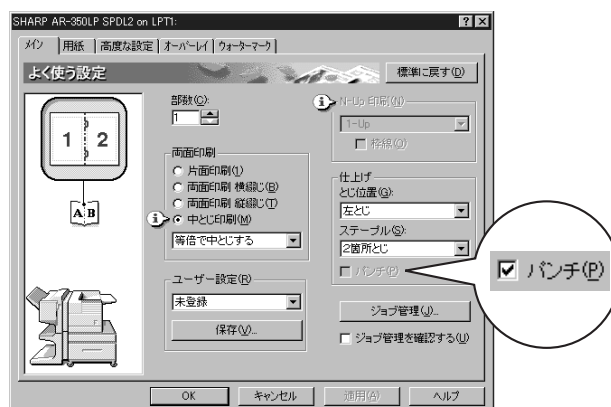 SHARP AR-350LP SPDL2 on LPT1:
メイン 用紙 高度な設定 オーバーレイ ウォーターマーク
よく使う設定
標準に戻す(D)
1 2
A B
部数(C):
1
両面印刷
片面印刷(1)
両面印刷 横綴じ(B)
両面印刷 縦綴じ(T)
中とじ印刷(M)
等倍で中とじする
ユーザー設定(R)
未登録
保存(V)...
N-Up 印刷(N)
1-Up
枠線(O)
仕上げ
とじ位置(G):
左とじ
ステープル(S):
2箇所とじ
パンチ(P)
パンチ(P)
ジョブ管理(J)...
ジョブ管理を確認する(U)
OK キャンセル 適用(A) ヘルプ